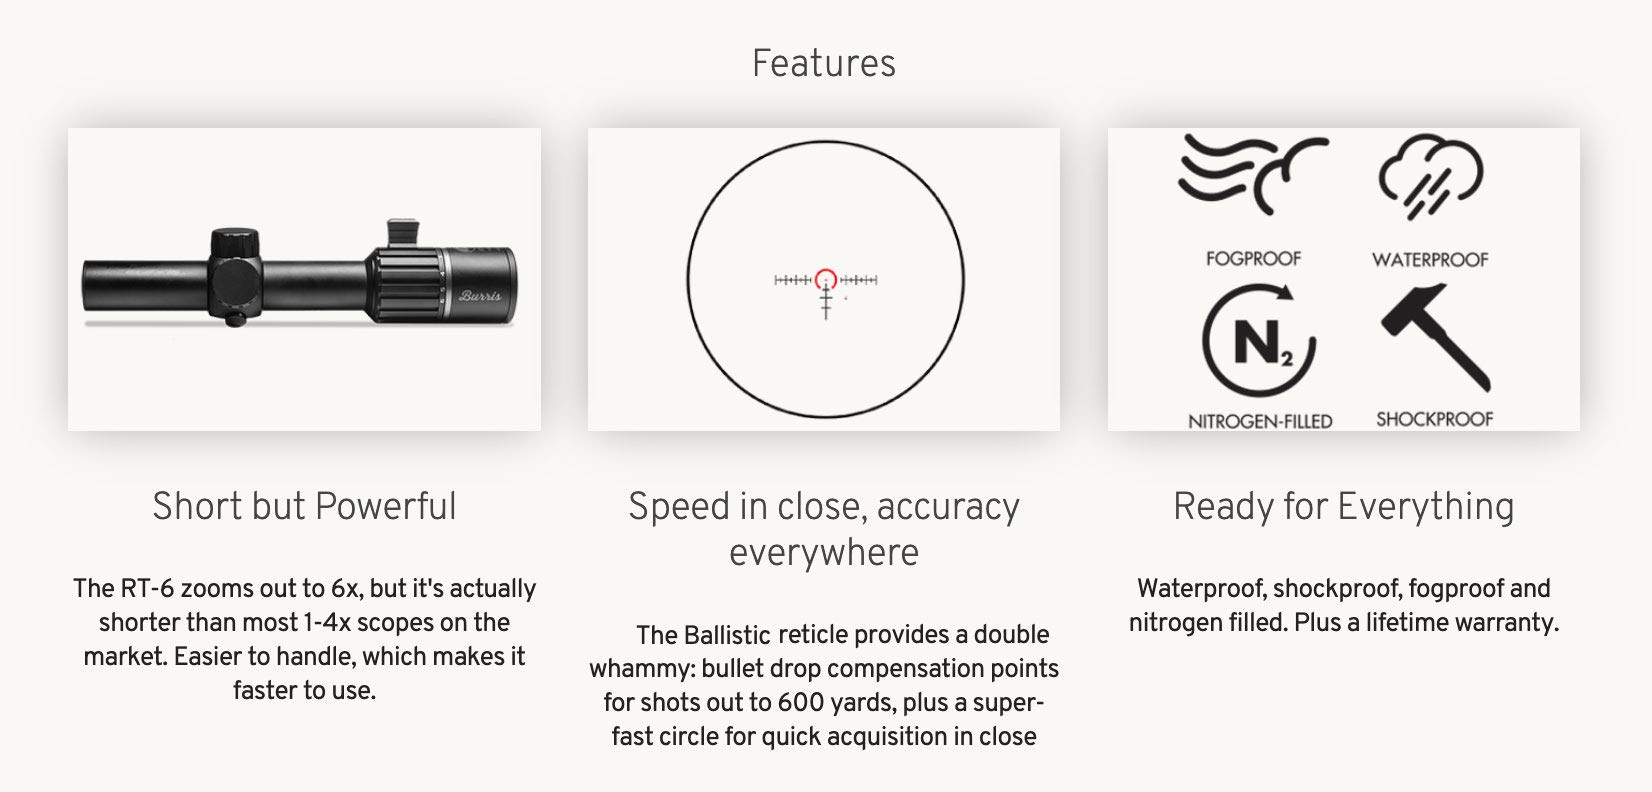 Features
Burris
FOGPROOF
WATERPROOF
N2
NITROGEN-FILLED
SHOCKPROOF
Short but Powerful
The RT-6 zooms out to 6x, but it's actually
shorter than most 1-4x scopes on the
market. Easier to handle, which makes it
faster to use.
Speed in close, accuracy
everywhere
The Ballistic reticle provides a double
whammy: bullet drop compensation points
for shots out to 600 yards, plus a super-
fast circle for quick acquisition in close
Ready for Everything
Waterproof, shockproof, fogproof and
nitrogen filled. Plus a lifetime warranty.